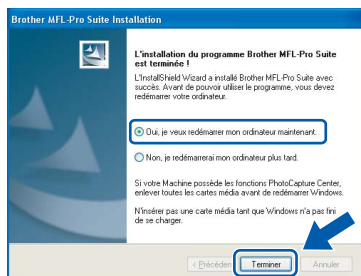 Brother MFL-Pro Suite Installation
L'installation du programme Brother MFL-Pro Suite
est terminée !
L'InstallShield Wizard a installé Brother MFL-Pro Suite avec
succès. Avant de pouvoir utiliser le programme, vous devez
redémarrer votre ordinateur.
Oui, je veux redémarrer mon ordinateur maintenant.
Non, je redémarrerai mon ordinateur plus tard.
Si votre Machine possède les fonctions PhotoCapture Center,
enlever toutes les cartes média avant de redémarrer Windows.
N'insérer pas une carte média tant que Windows n'a pas fini
de se charger.
< Précéden Terminer Annuler